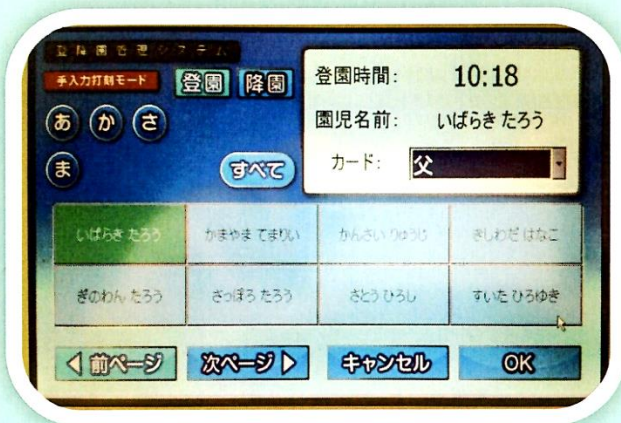 登降園管理システム
手入力打刻モード
登園 降園
あ か さ
ま
すべて
登園時間: 10:18
園児名前: いばらき たろう
カード: 父
いばらき たろう かまやま てまりい かんさい りゅうじ きしわだ はなこ
ぎのわん たろう さっぽろ たろう さとう ひろし すいた ひろゆき
前ページ 次ページ キャンセル OK